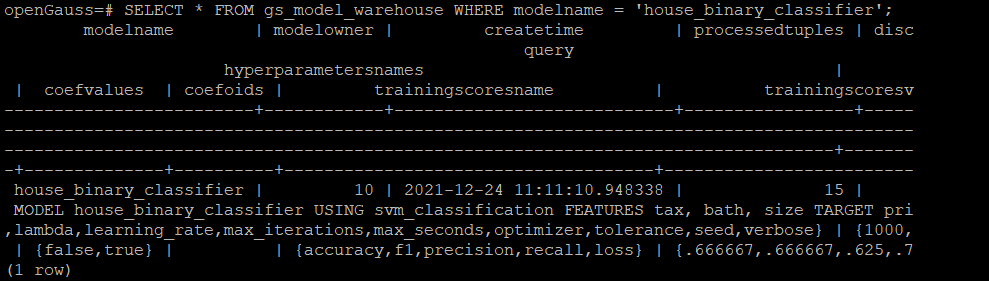 openGauss=# SELECT * FROM gs_model_warehouse WHERE modelname = 'house_binary_classifier';
modelname | modelowner | createtime | processedtuples | disc
query
hyperparametersnames |
| coefvalues | coefoids | trainingscoresname | trainingscoresv
-------------------------+------------+----------------------------+-----------------+------
------------------------------------------------------------------------------------------
----------------------------------------------------------------------------------+-------
-+--------------+----------+-------------------------------------+-------------------------
house_binary_classifier | 10 | 2021-12-24 11:11:10.948338 | 15 |
MODEL house_binary_classifier USING svm_classification FEATURES tax, bath, size TARGET pri
,lambda,learning_rate,max_iterations,max_seconds,optimizer,tolerance,seed,verbose} | {1000,
| {false,true} | | {accuracy,f1,precision,recall,loss} | {.666667,.666667,.625,.7
(1 row)